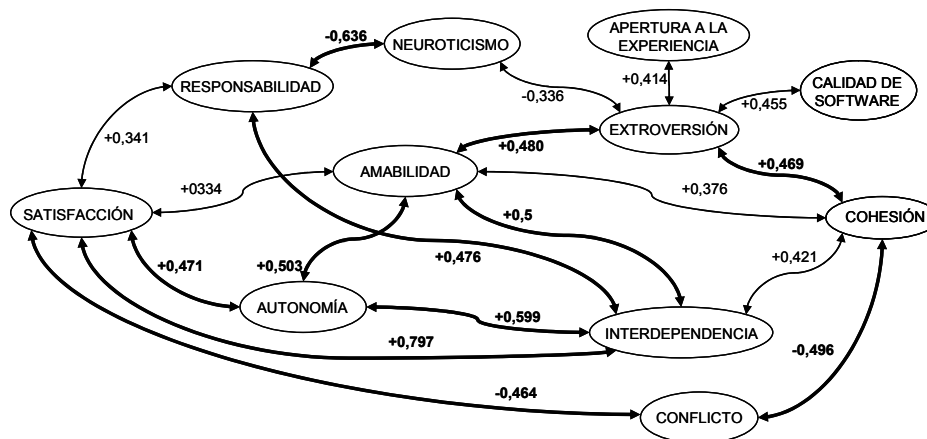 APERTURA A LA
EXPERIENCIA
-0,636
NEUROTICISMO
RESPONSABILIDAD
+0,414
CALIDAD DE
SOFTWARE
-0,336
+0,455
EXTROVERSIÓN
+0,341
+0,480
AMABILIDAD
+0,469
+0334
+0,376
SATISFACCIÓN
+0,5
COHESIÓN
+0,471
+0,503
+0,476
+0,421
AUTONOMÍA
+0,599
INTERDEPENDENCIA
+0,797
-0,496
-0,464
CONFLICTO